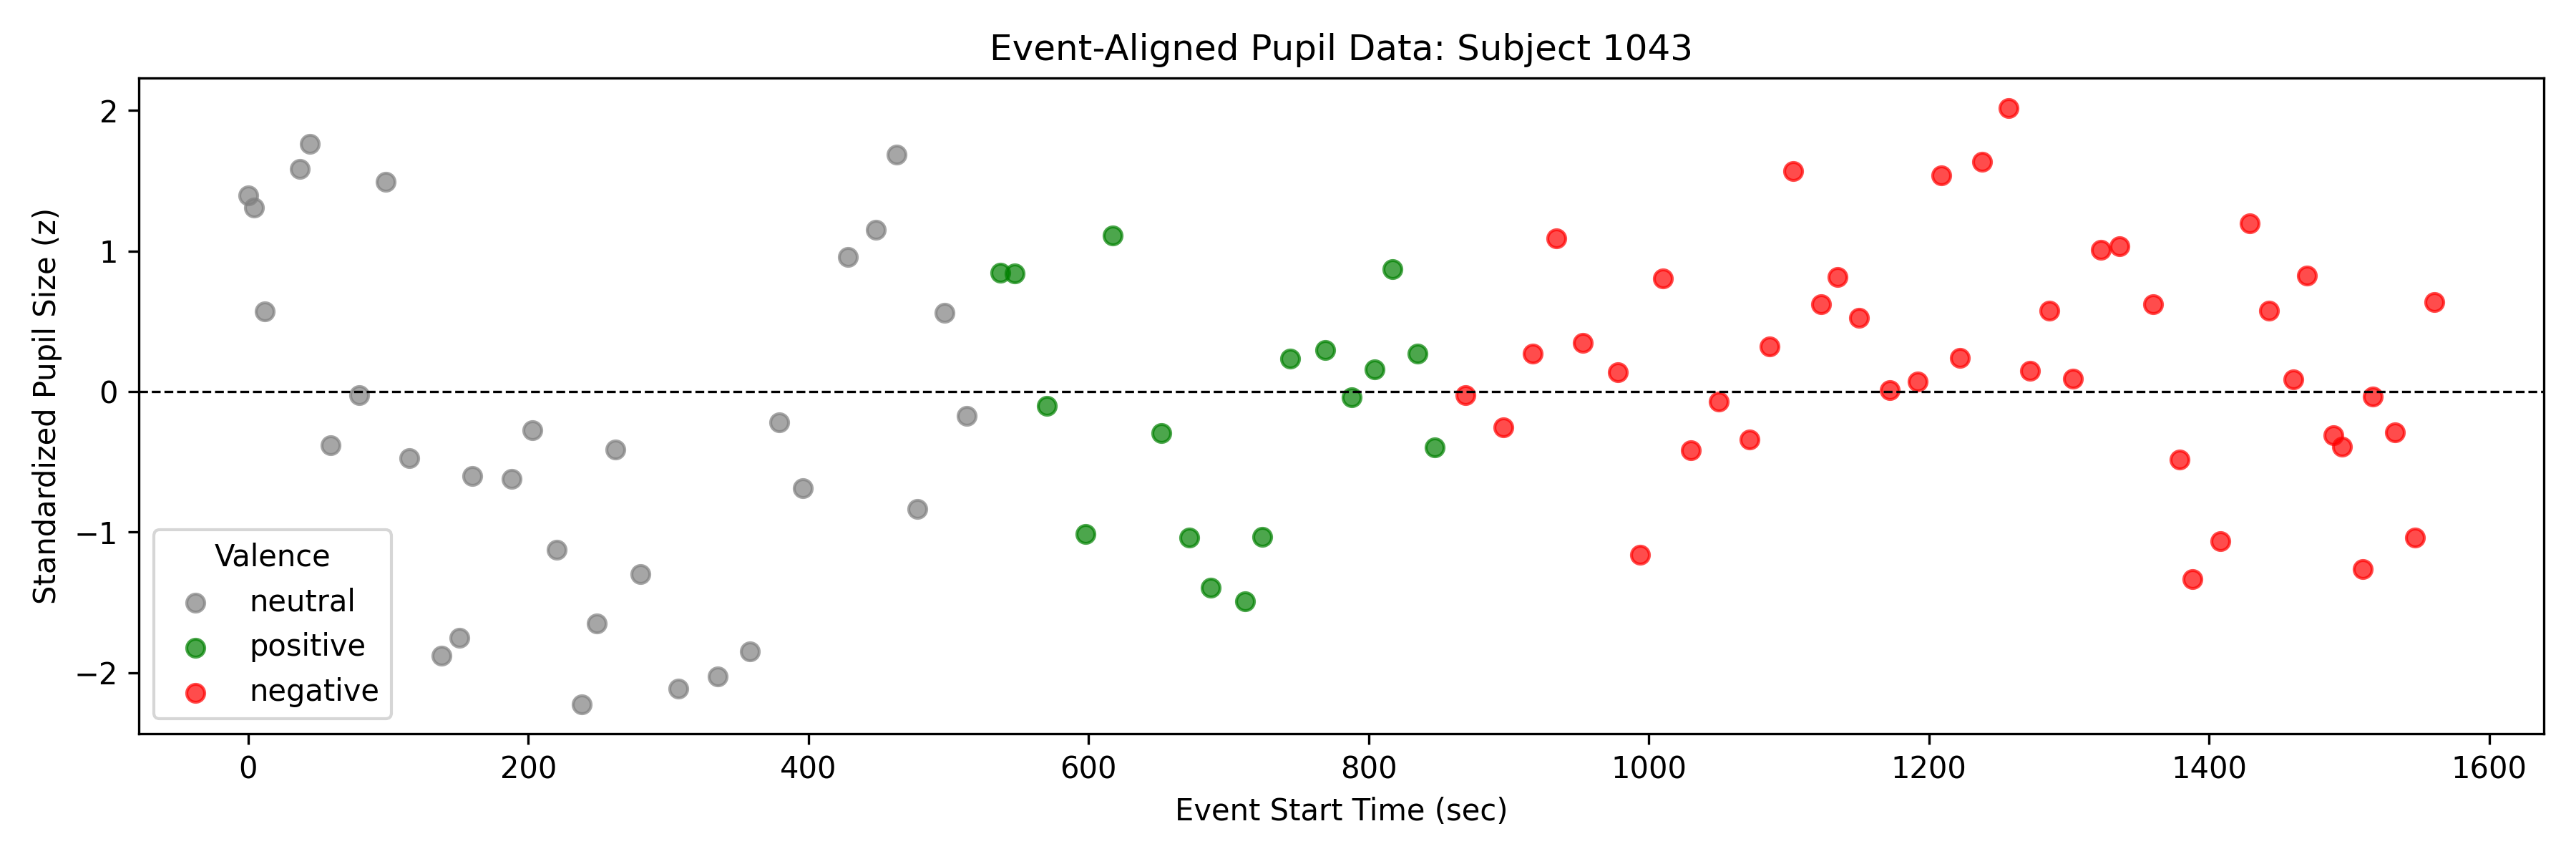 Event-Aligned Pupil Data: Subject 1043
Standardized Pupil Size (z)
2
1
0
−1
−2
Valence
neutral
positive
negative
0 200 400 600 800 1000 1200 1400 1600
Event Start Time (sec)